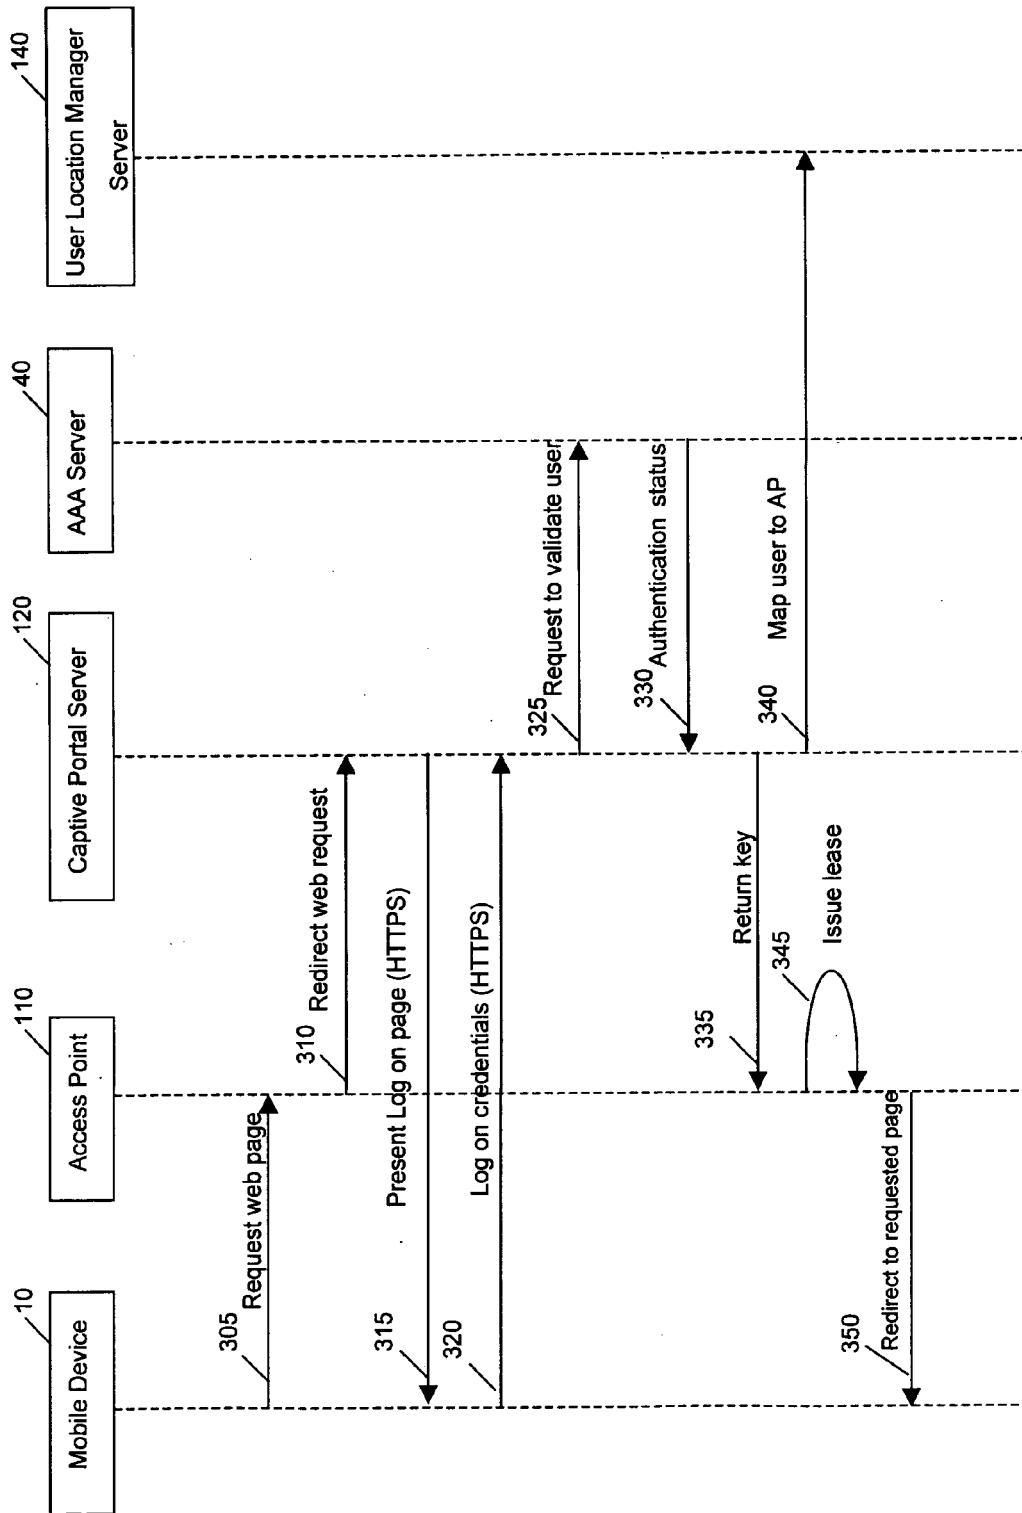 10
Mobile Device
110
Access Point
120
Captive Portal Server
40
AAA Server
140
User Location Manager
Server
305
Request web page
310
Redirect web request
315
Present Log on page (HTTPS)
320
Log on credentials (HTTPS)
325
Request to validate user
330
Authentication status
335
Return key
340
Map user to AP
345
Issue lease
350
Redirect to requested page